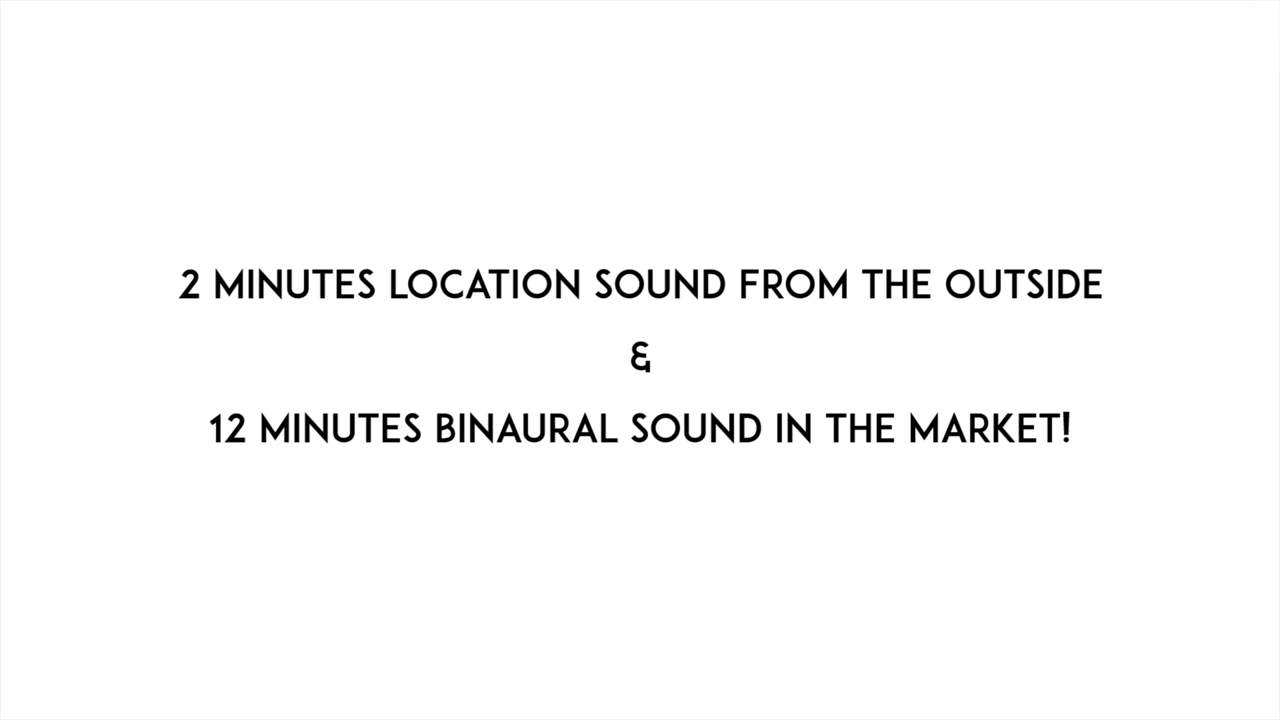 2 MINUTES LOCATION SOUND FROM THE OUTSIDE
&
12 MINUTES BINAURAL SOUND IN THE MARKET!